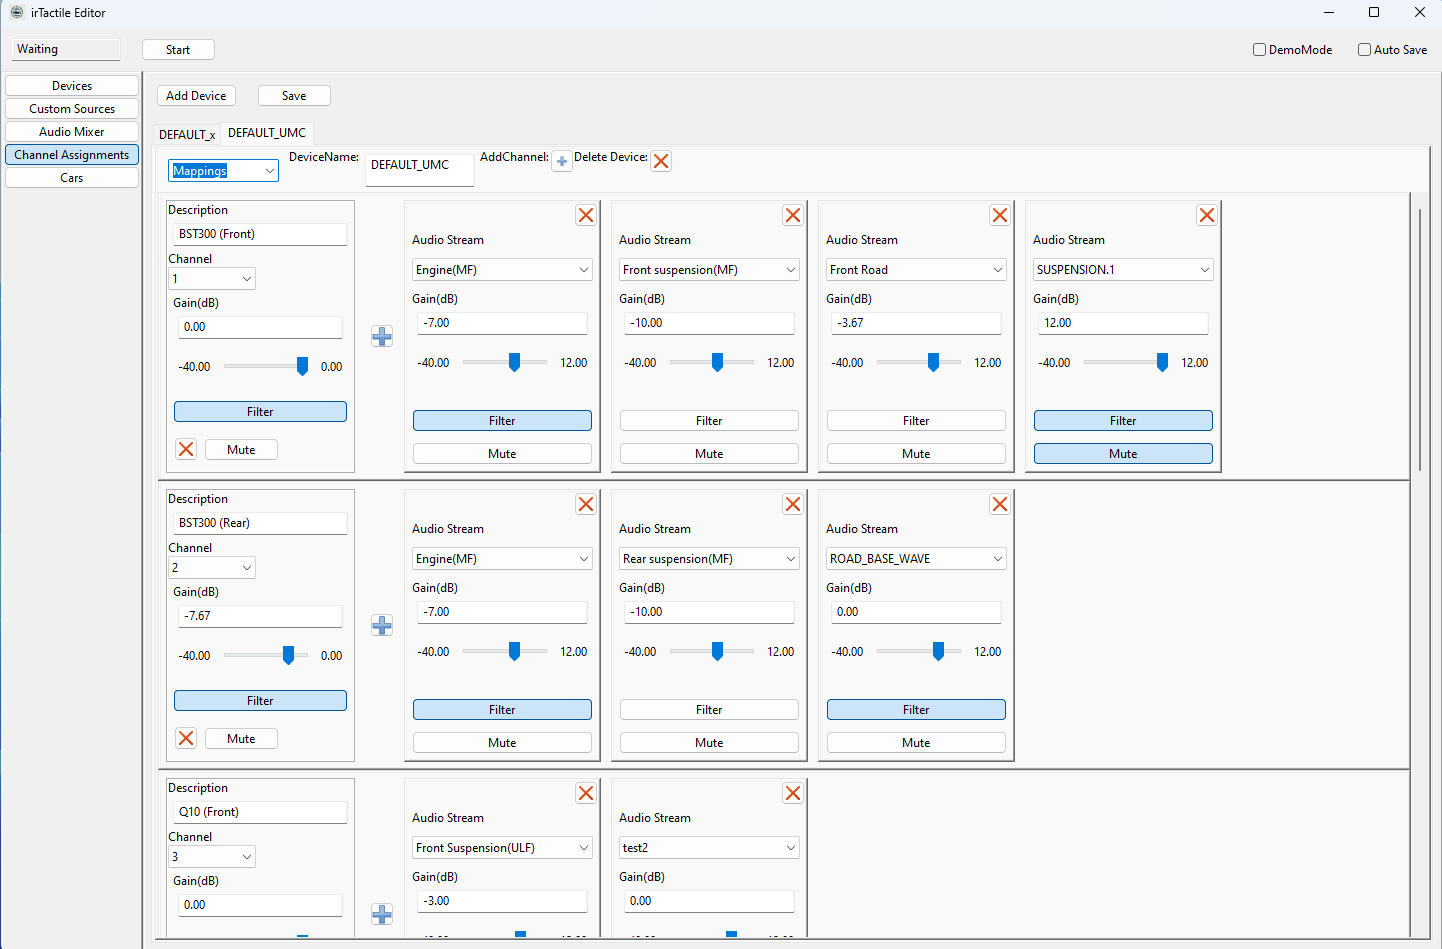 irTactile Editor
Waiting
Start
DemoMode
Auto Save
Devices
Custom Sources
Audio Mixer
Channel Assignments
Cars
Add Device
Save
DEFAULT_x
DEFAULT_UMC
Mappings
DeviceName:
DEFAULT_UMC
AddChannel:
Delete Device:
Description
BST300 (Front)
Channel
1
Gain(dB)
0.00
-40.00
0.00
Filter
Mute
Audio Stream
Engine(MF)
Gain(dB)
-7.00
-40.00
12.00
Filter
Mute
Audio Stream
Front suspension(MF)
Gain(dB)
-10.00
-40.00
12.00
Filter
Mute
Audio Stream
Front Road
Gain(dB)
-3.67
-40.00
12.00
Filter
Mute
Audio Stream
SUSPENSION.1
Gain(dB)
12.00
-40.00
12.00
Filter
Mute
Description
BST300 (Rear)
Channel
2
Gain(dB)
-7.67
-40.00
0.00
Filter
Mute
Audio Stream
Engine(MF)
Gain(dB)
-7.00
-40.00
12.00
Filter
Mute
Audio Stream
Rear suspension(MF)
Gain(dB)
-10.00
-40.00
12.00
Filter
Mute
Audio Stream
ROAD_BASE_WAVE
Gain(dB)
0.00
-40.00
12.00
Filter
Mute
Description
Q10 (Front)
Channel
3
Gain(dB)
0.00
Audio Stream
Front Suspension(ULF)
Gain(dB)
-3.00
Audio Stream
test2
Gain(dB)
0.00